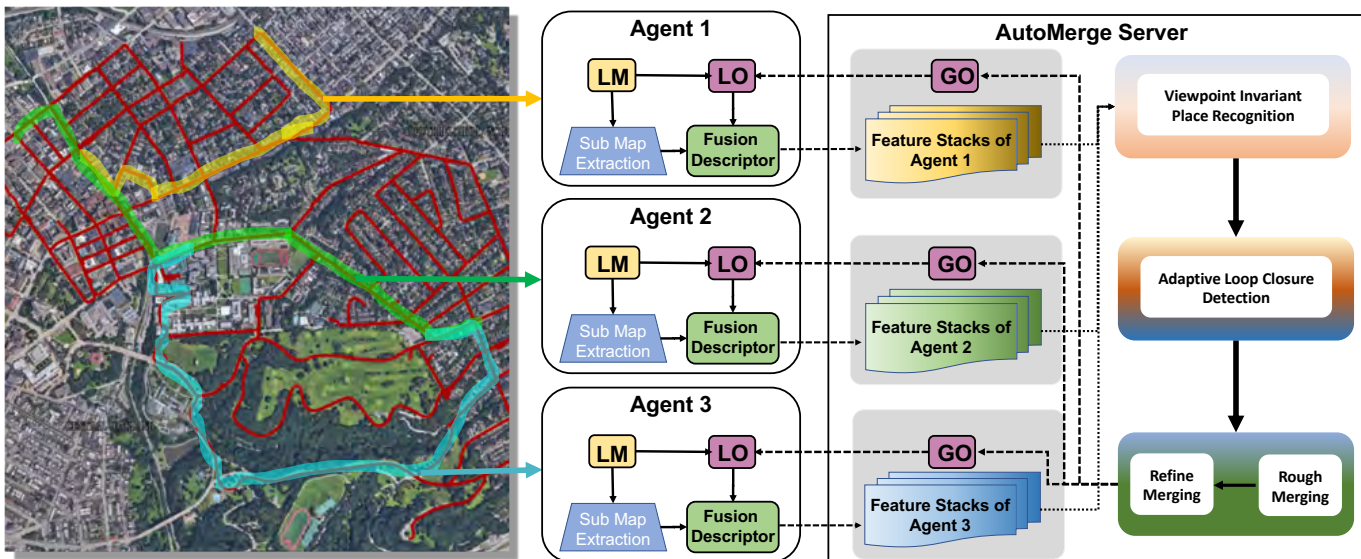 Agent 1
LM
LO
Sub Map
Extraction
Fusion
Descriptor
Agent 2
LM
LO
Sub Map
Extraction
Fusion
Descriptor
Agent 3
LM
LO
Sub Map
Extraction
Fusion
Descriptor
AutoMerge Server
GO
Feature Stacks of
Agent 1
GO
Feature Stacks of
Agent 2
GO
Feature Stacks of
Agent 3
Viewpoint Invariant
Place Recognition
Adaptive Loop Closure
Detection
Refine
Merging
Rough
Merging